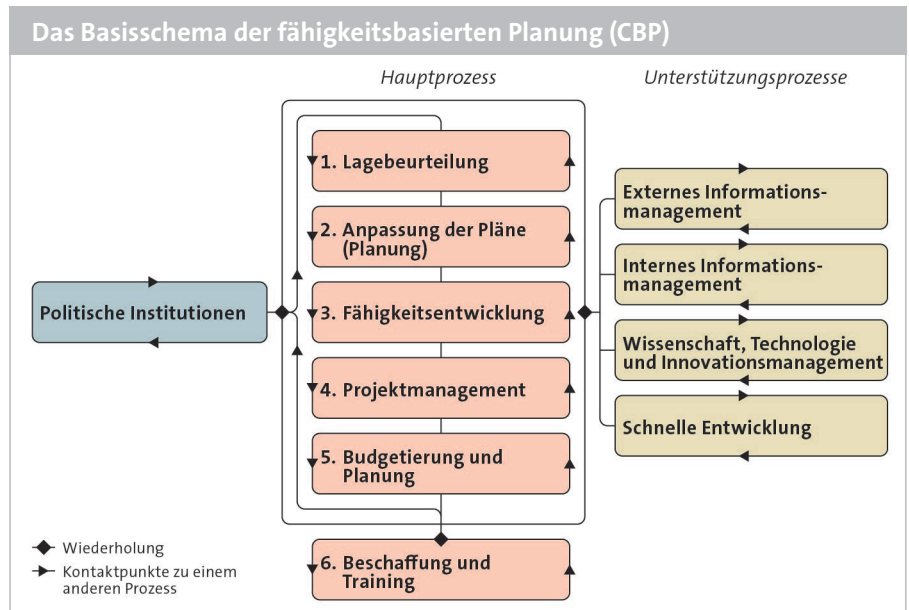 Das Basisschema der fähigkeitsbasierten Planung (CBP)
Hauptprozess
Unterstützungsprozesse
Politische Institutionen
1. Lagebeurteilung
2. Anpassung der Pläne
(Planung)
3. Fähigkeitsentwicklung
4. Projektmanagement
5. Budgetierung und
Planung
6. Beschaffung und
Training
Externes Informations-
management
Internes Informations-
management
Wissenschaft, Technologie
und Innovationsmanagement
Schnelle Entwicklung
Wiederholung
Kontaktpunkte zu einem
anderen Prozess